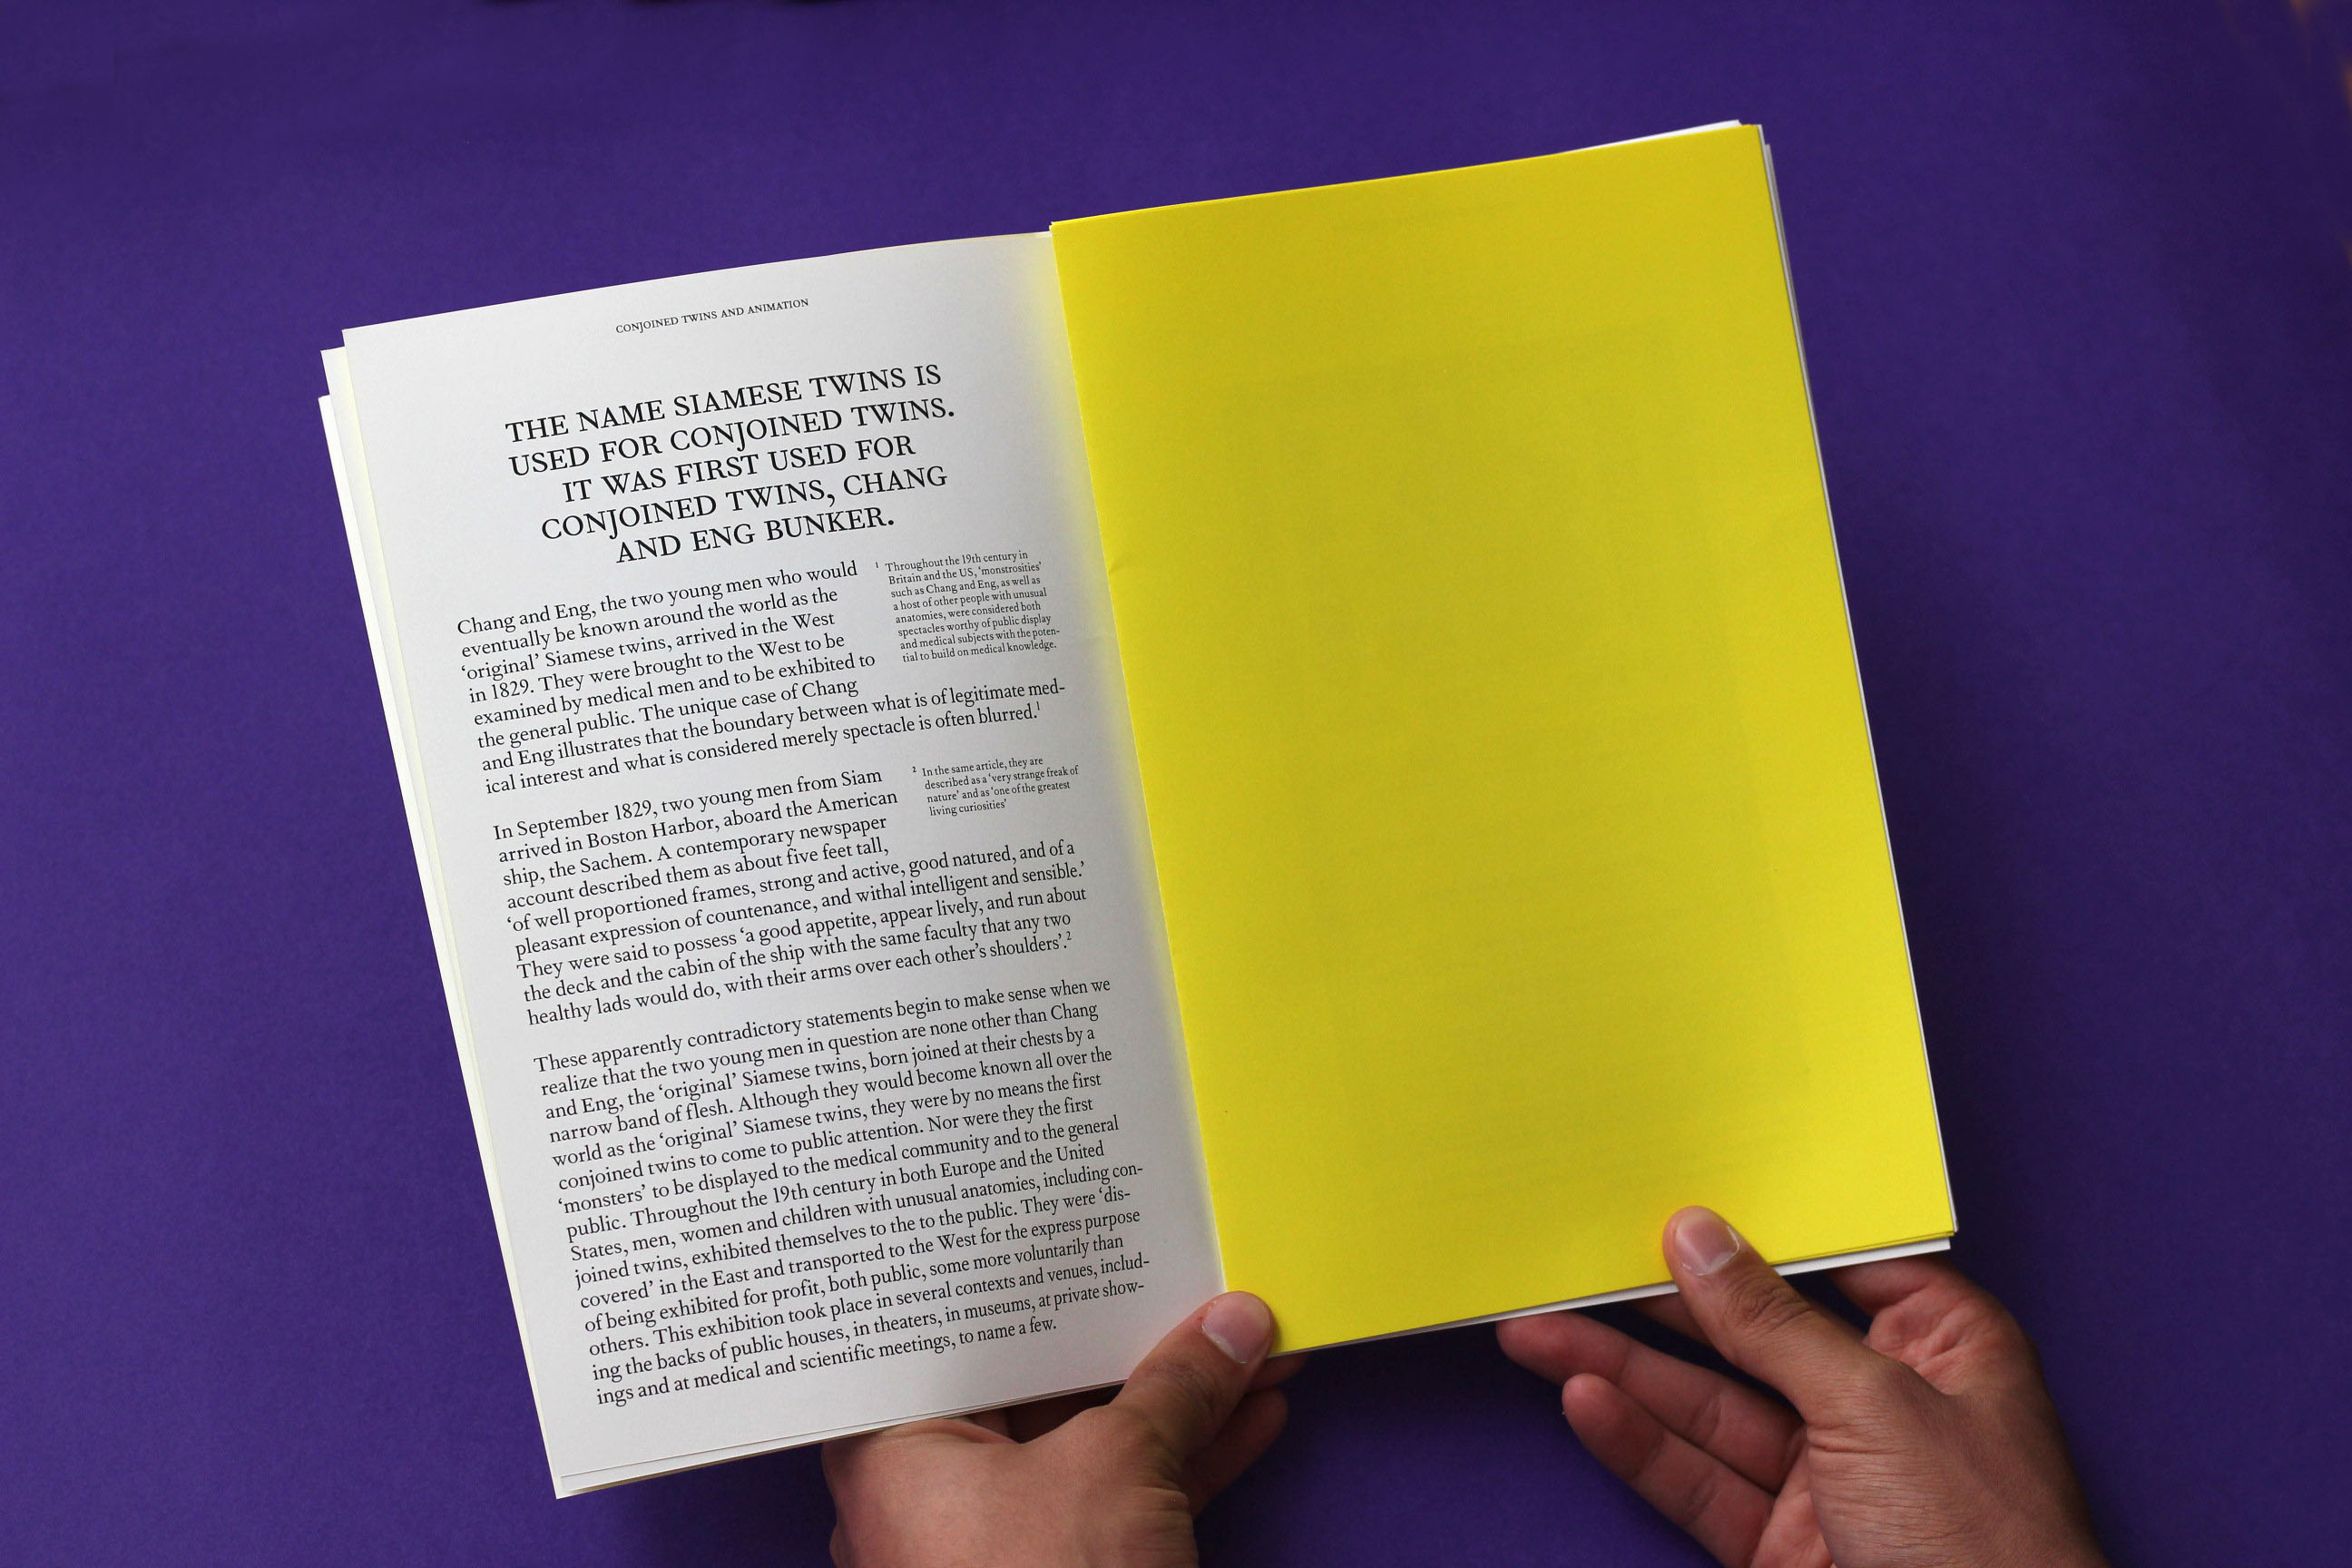 CONJOINED TWINS AND ANIMATION
THE NAME SIAMESE TWINS IS
USED FOR CONJOINED TWINS.
IT WAS FIRST USED FOR
CONJOINED TWINS, CHANG
AND ENG BUNKER.
Chang and Eng, the two young men who would
eventually be known around the world as the
‘original’ Siamese twins, arrived in the West
in 1829. They were brought to the West to be
examined by medical men and to be exhibited to
the general public. The unique case of Chang
and Eng illustrates that the boundary between what is of legitimate med-
ical interest and what is considered merely spectacle is often blurred.¹
¹ Throughout the 19th century in
Britain and the US, ‘monstrosities’
such as Chang and Eng, as well as
a host of other people with unusual
anatomies, were considered both
spectacles worthy of public display
and medical subjects with the poten-
tial to build on medical knowledge.
In September 1829, two young men from Siam
arrived in Boston Harbor, aboard the American
ship, the Sachem. A contemporary newspaper
account described them as about five feet tall,
‘of well proportioned frames, strong and active, good natured, and of a
pleasant expression of countenance, and withal intelligent and sensible.’
They were said to possess ‘a good appetite, appear lively, and run about
the deck and the cabin of the ship with the same faculty that any two
healthy lads would do, with their arms over each other’s shoulders’.²
² In the same article, they are
described as a ‘very strange freak of
nature’ and as ‘one of the greatest
living curiosities’
These apparently contradictory statements begin to make sense when we
realize that the two young men in question are none other than Chang
and Eng, the ‘original’ Siamese twins, born joined at their chests by a
narrow band of flesh. Although they would become known all over the
world as the ‘original’ Siamese twins, they were by no means the first
conjoined twins to come to public attention. Nor were they the first
‘monsters’ to be displayed to the medical community and to the general
public. Throughout the 19th century in both Europe and the United
States, men, women and children with unusual anatomies, including con-
joined twins, exhibited themselves to the to the public. They were ‘dis-
covered’ in the East and transported to the West for the express purpose
of being exhibited for profit, both public, some more voluntarily than
others. This exhibition took place in several contexts and venues, includ-
ing the backs of public houses, in theaters, in museums, at private show-
ings and at medical and scientific meetings, to name a few.